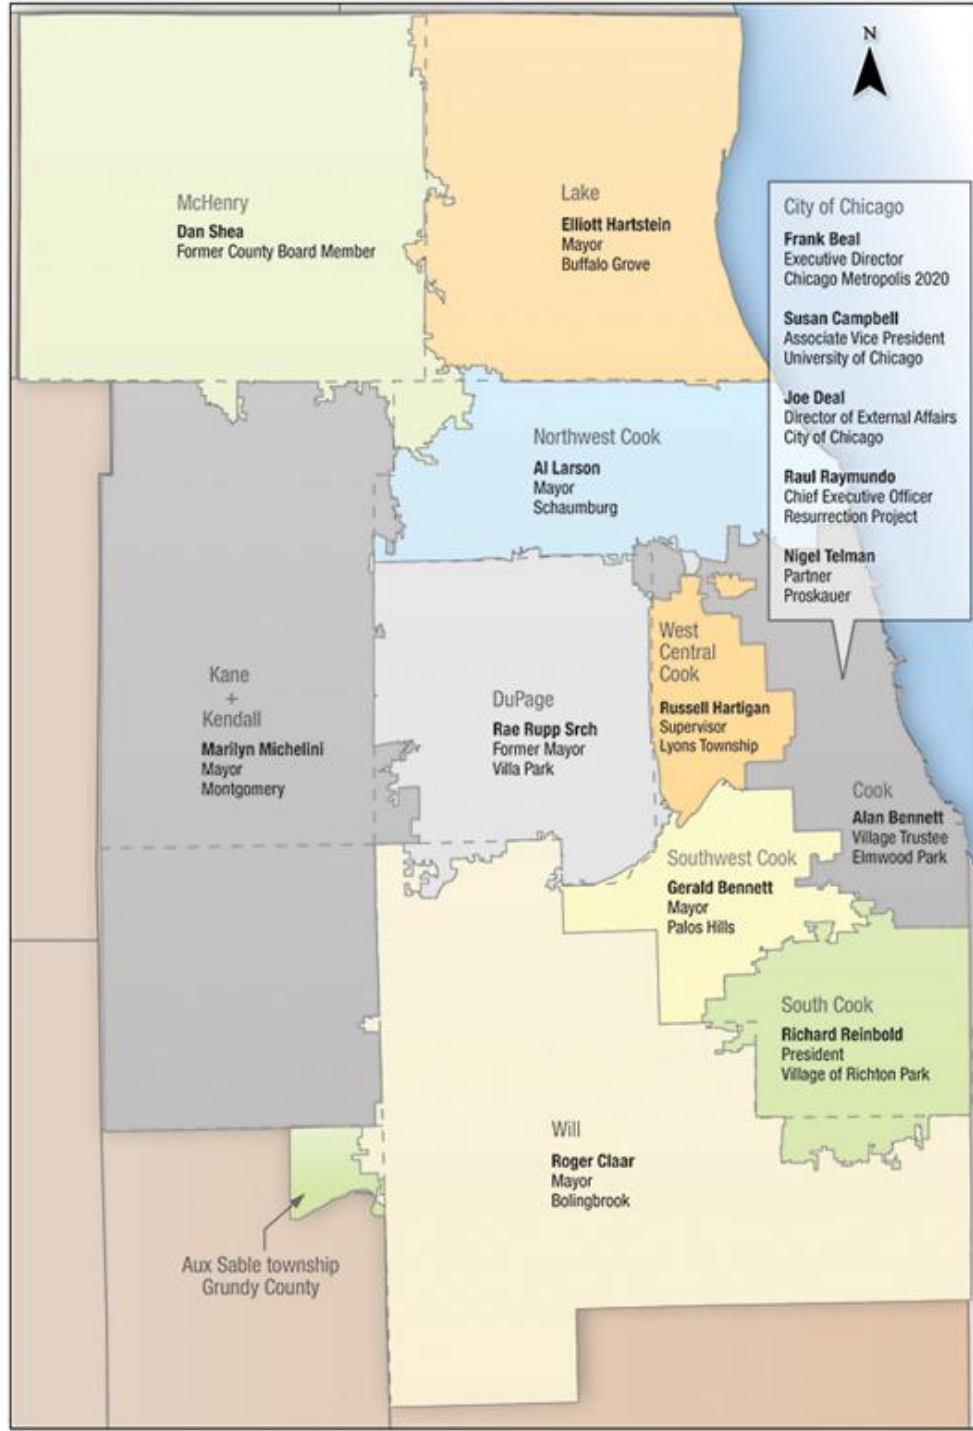 N
McHenry
Dan Shea
Former County Board Member
Lake
Elliott Hartstein
Mayor
Buffalo Grove
City of Chicago
Frank Beal
Executive Director
Chicago Metropolis 2020
Susan Campbell
Associate Vice President
University of Chicago
Joe Deal
Director of External Affairs
City of Chicago
Raul Raymundo
Chief Executive Officer
Resurrection Project
Nigel Telman
Partner
Proskauer
Northwest Cook
Al Larson
Mayor
Schaumburg
Kane
+
Kendall
Marilyn Michelini
Mayor
Montgomery
DuPage
Rae Rupp Srch
Former Mayor
Villa Park
West
Central
Cook
Russell Hartigan
Supervisor
Lyons Township
Cook
Alan Bennett
Village Trustee
Elmwood Park
Southwest Cook
Gerald Bennett
Mayor
Palos Hills
South Cook
Richard Reinbold
President
Village of Richton Park
Will
Roger Claar
Mayor
Bolingbrook
Aux Sable township
Grundy County